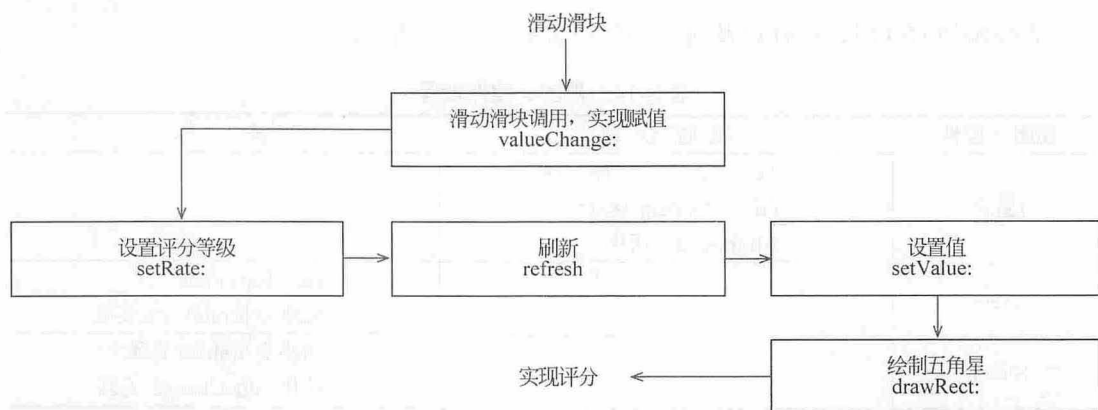 滑动滑块
滑动滑块调用，实现赋值
valueChange:
设置评分等级
setRate:
刷新
refresh
设置值
setValue:
绘制五角星
drawRect:
实现评分